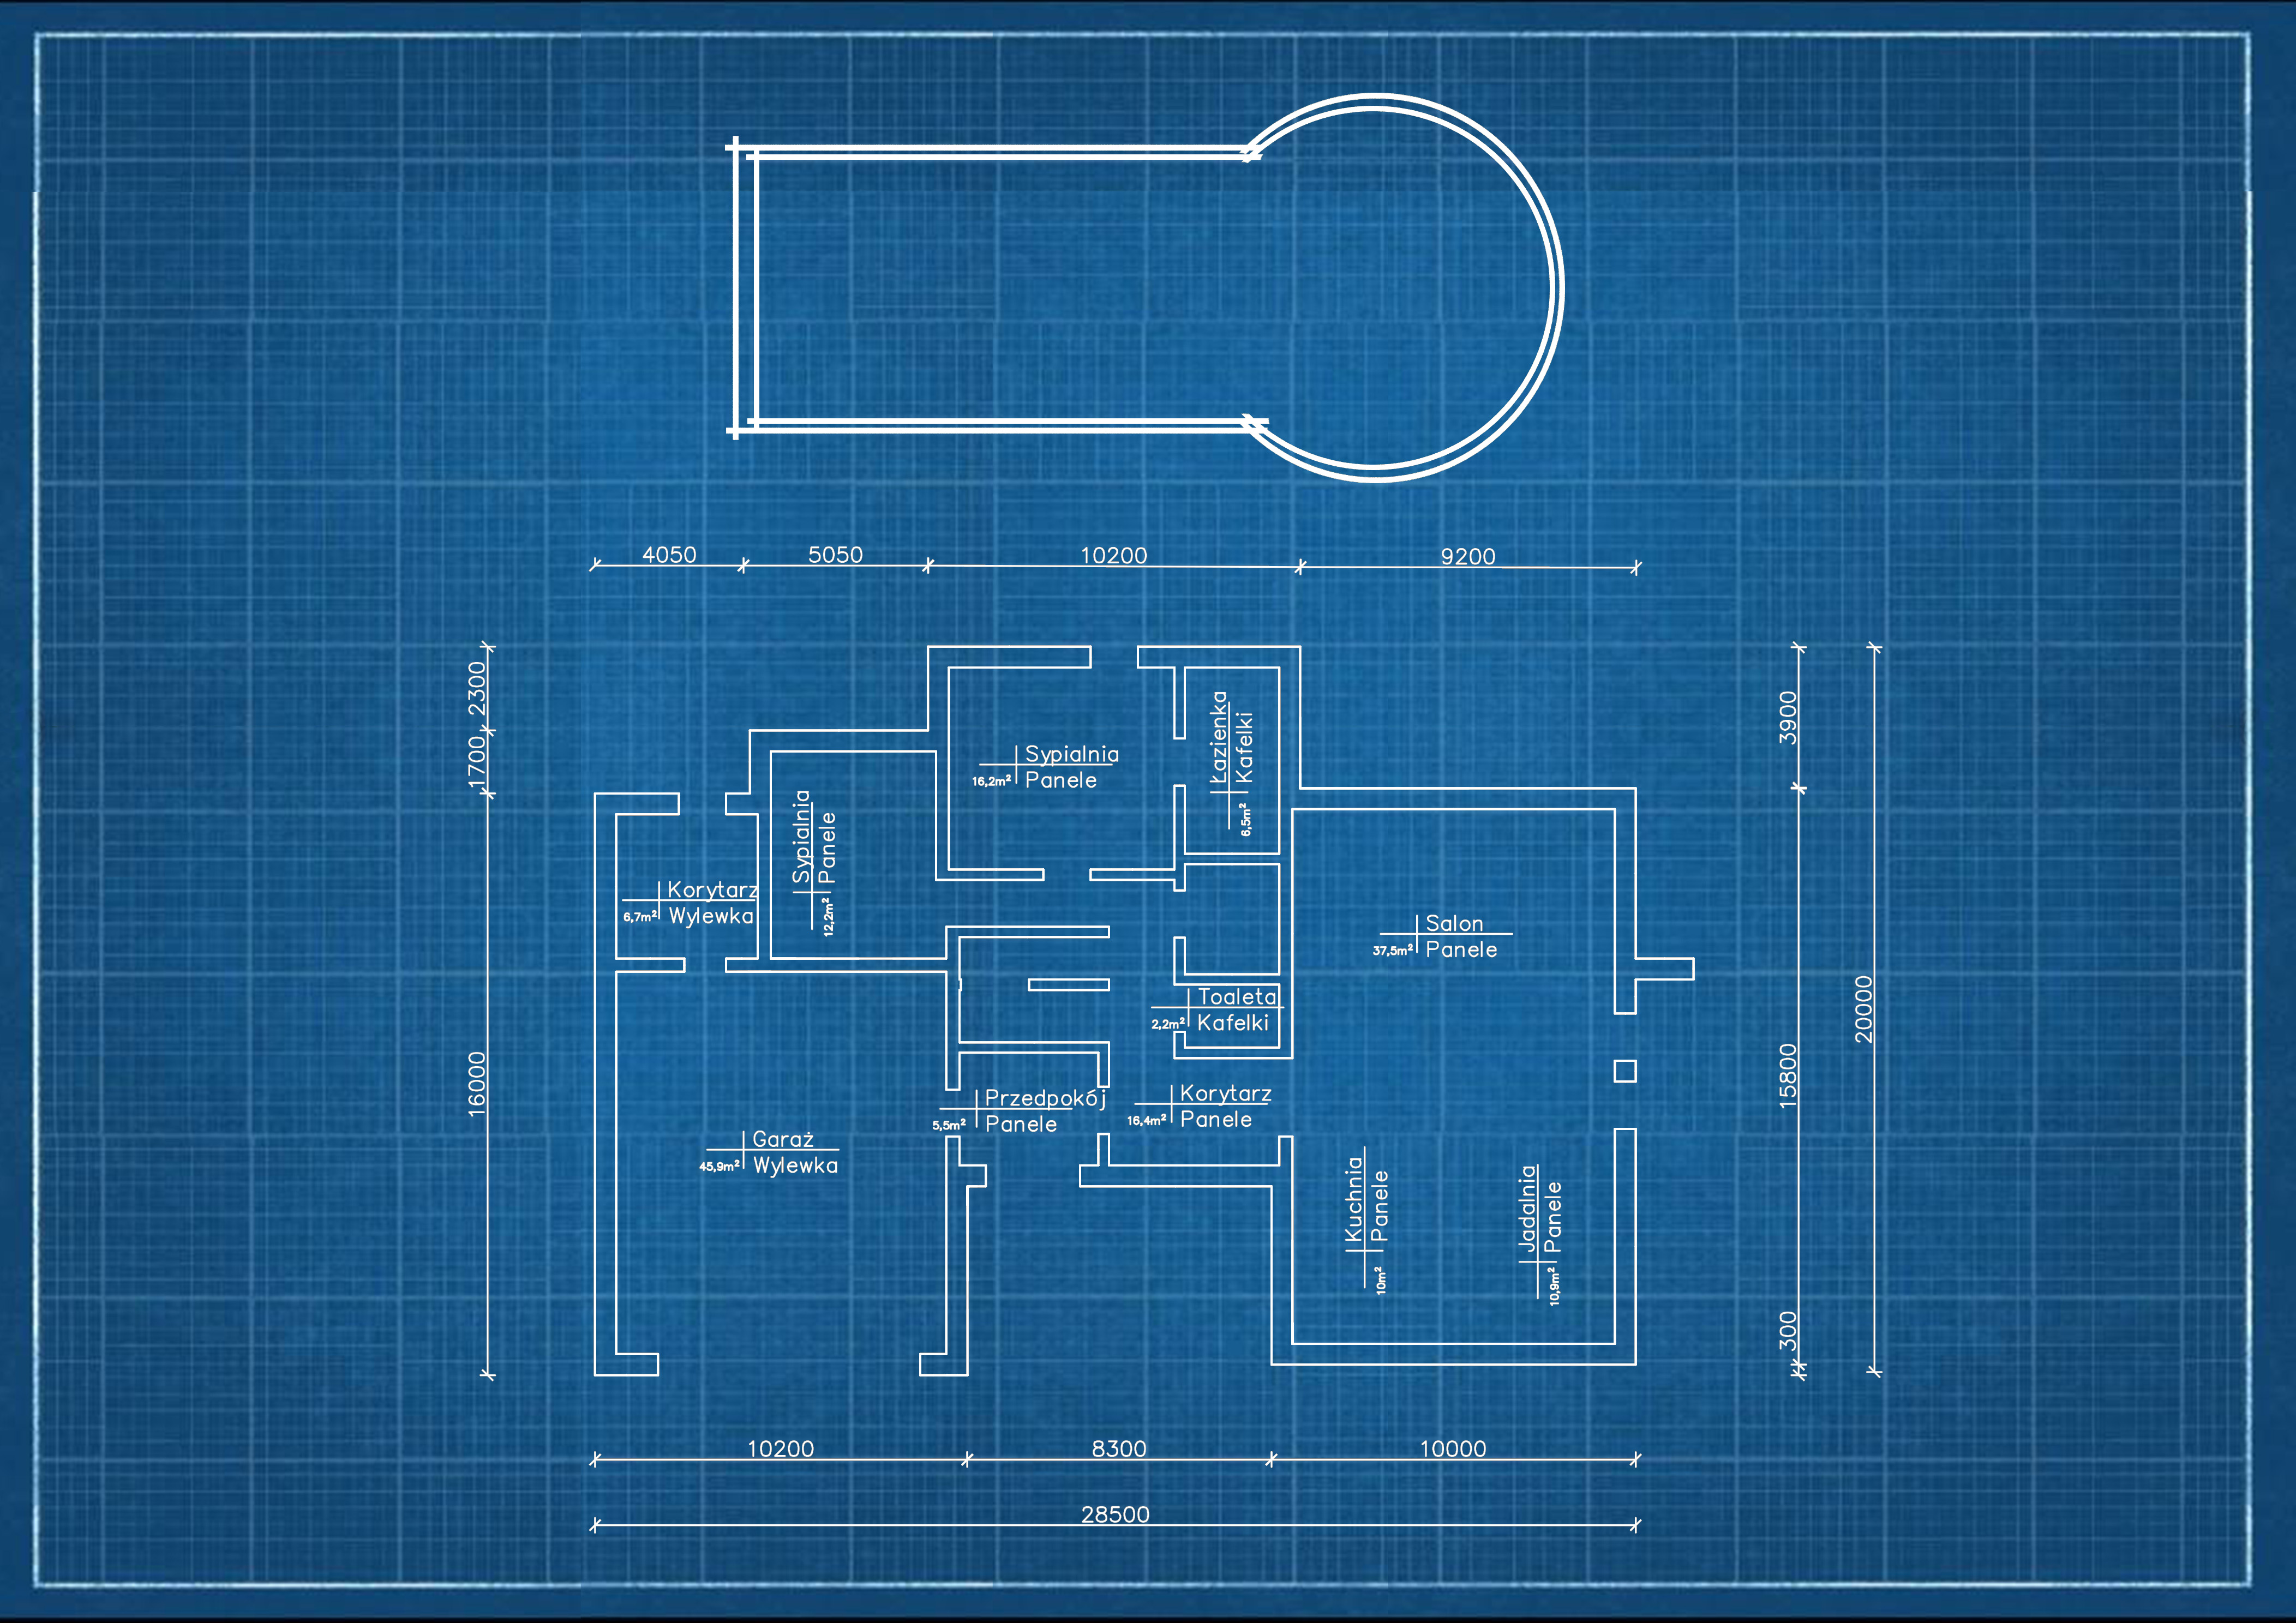 4050
5050
10200
9200
2300
1700
16000
3900
15800
300
20000
Sypialnia
16,2m² Panele
Łazienka
Kafelki
6,5m²
Sypialnia
Panele
12,2m²
Korytarz
6,7m² Wylewka
Salon
37,5m² Panele
Toaleta
2,2m² Kafelki
Przedpokój
5,5m² Panele
Korytarz
16,4m² Panele
Garaż
45,9m² Wylewka
Kuchnia
Panele
10m²
Jadalnia
Panele
10,9m²
10200
8300
10000
28500